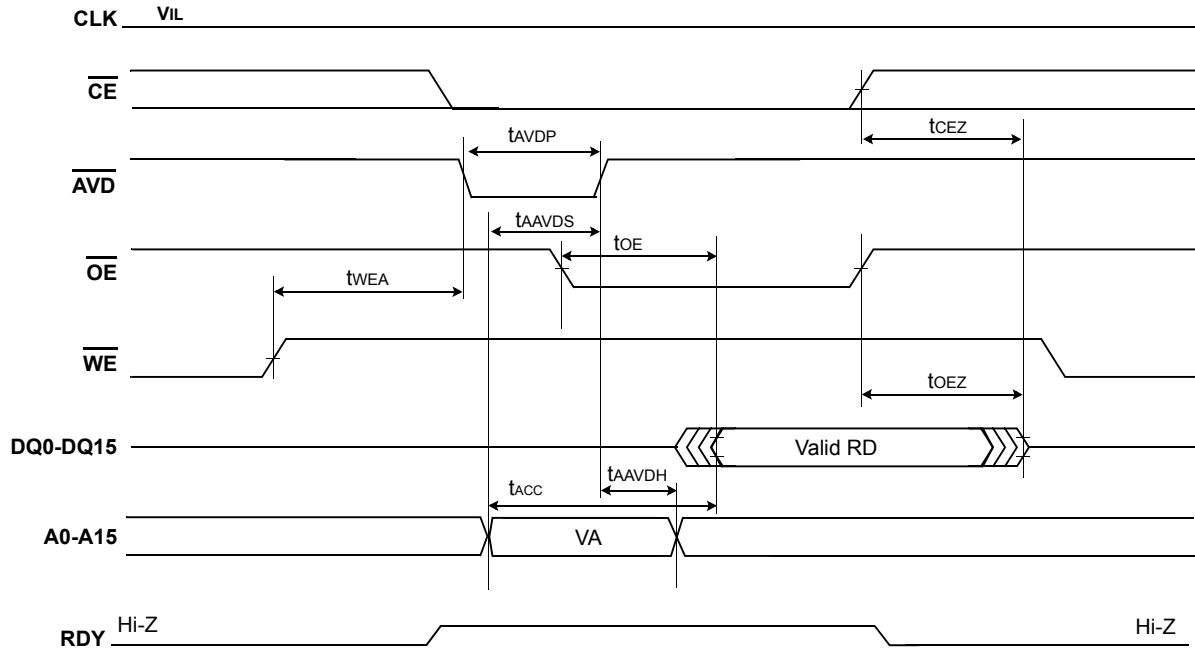 CLK VIL
CE
tCEZ
tAVDP
AVD
tAAVDS
tOE
OE
tWEA
WE
tOEZ
DQ0-DQ15 Valid RD
tAAVDH
tACC
A0-A15 VA
RDY Hi-Z Hi-Z